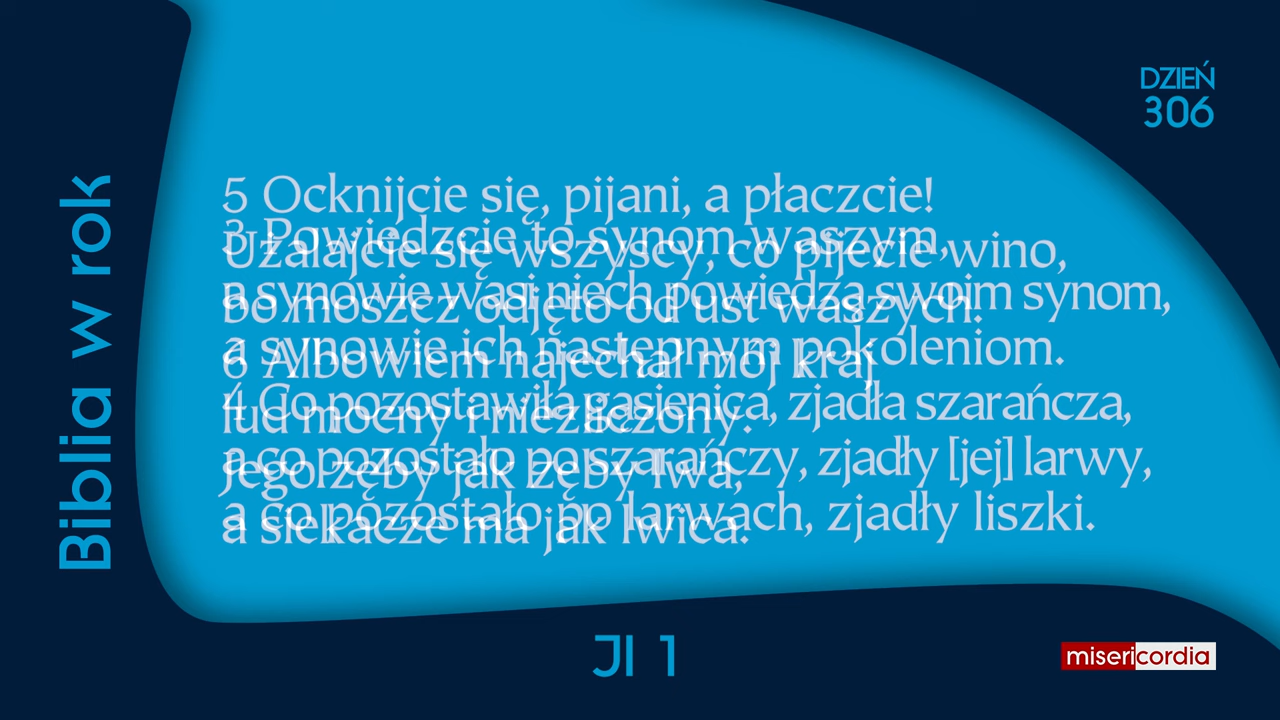 DZIEŃ
306
Biblia w rok
5 Ocknijcie się, pijani, a płaczcie!
Użalajcie się wszyscy, co pijecie wino,
bo moszcz odjęto od ust waszych.
6 Albowiem najechał mój kraj
lud mocny i niezliczony:
jego zęby jak zęby lwa,
a siekacze ma jak lwica.
3 Powiedzcie to synom waszym,
a synowie wasi niech powiedzą swoim synom,
a synowie ich następnym pokoleniom.
4 Co pozostawiła gąsienica, zjadła szarańcza,
a co pozostało po szarańczy, zjadły [jej] larwy,
a co pozostało po larwach, zjadły liszki.
Jl 1
misericordia